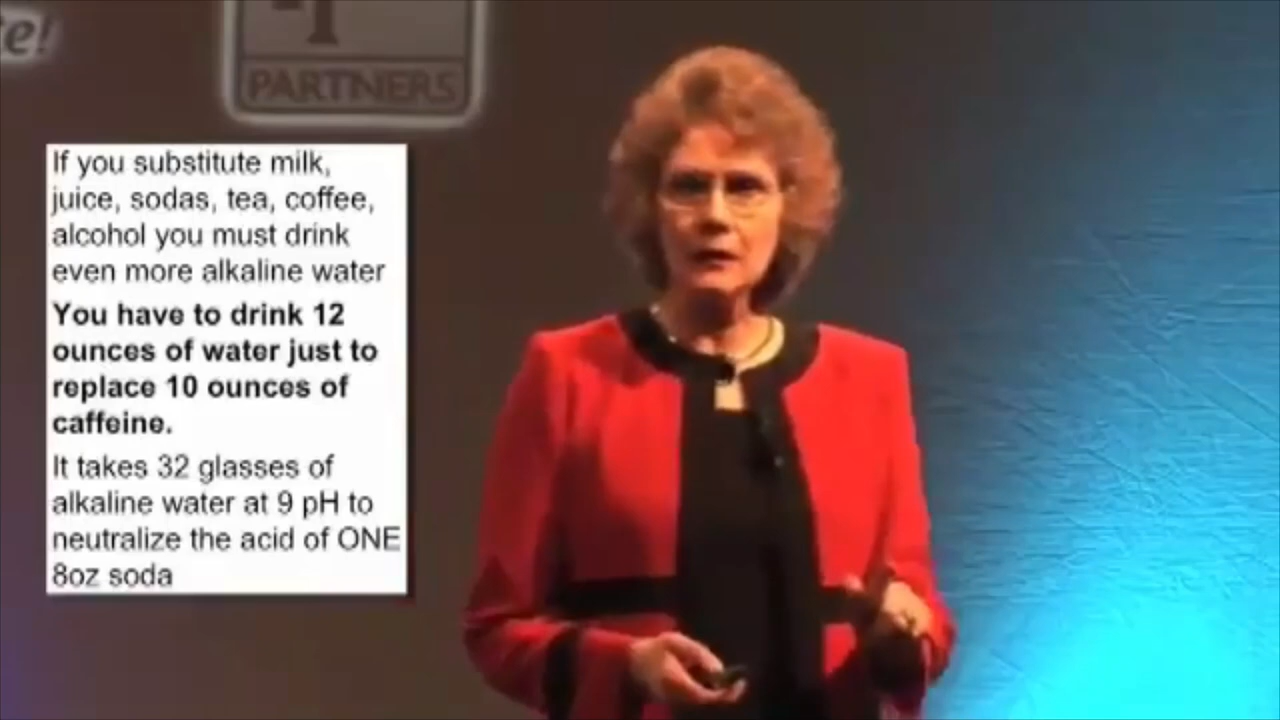 te!
PARTNERS
If you substitute milk,
juice, sodas, tea, coffee,
alcohol you must drink
even more alkaline water
You have to drink 12
ounces of water just to
replace 10 ounces of
caffeine.
It takes 32 glasses of
alkaline water at 9 pH to
neutralize the acid of ONE
8oz soda